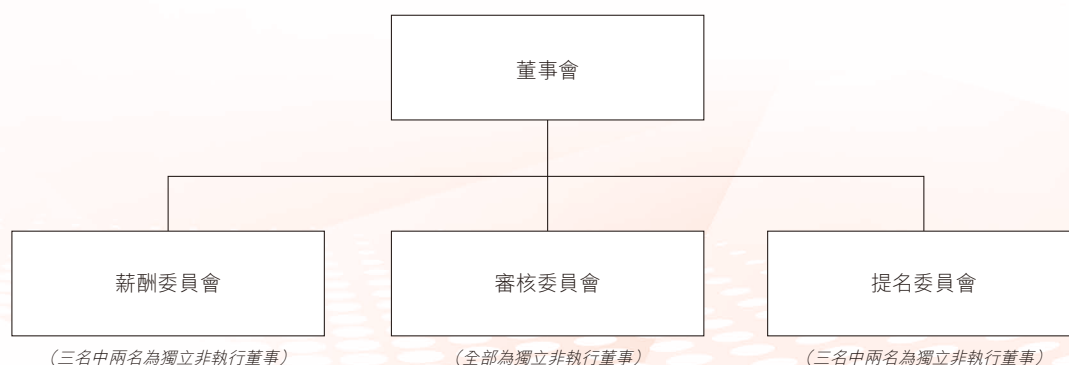 董事會
薪酬委員會
審核委員會
提名委員會
（三名中兩名為獨立非執行董事）
（全部為獨立非執行董事）
（三名中兩名為獨立非執行董事）